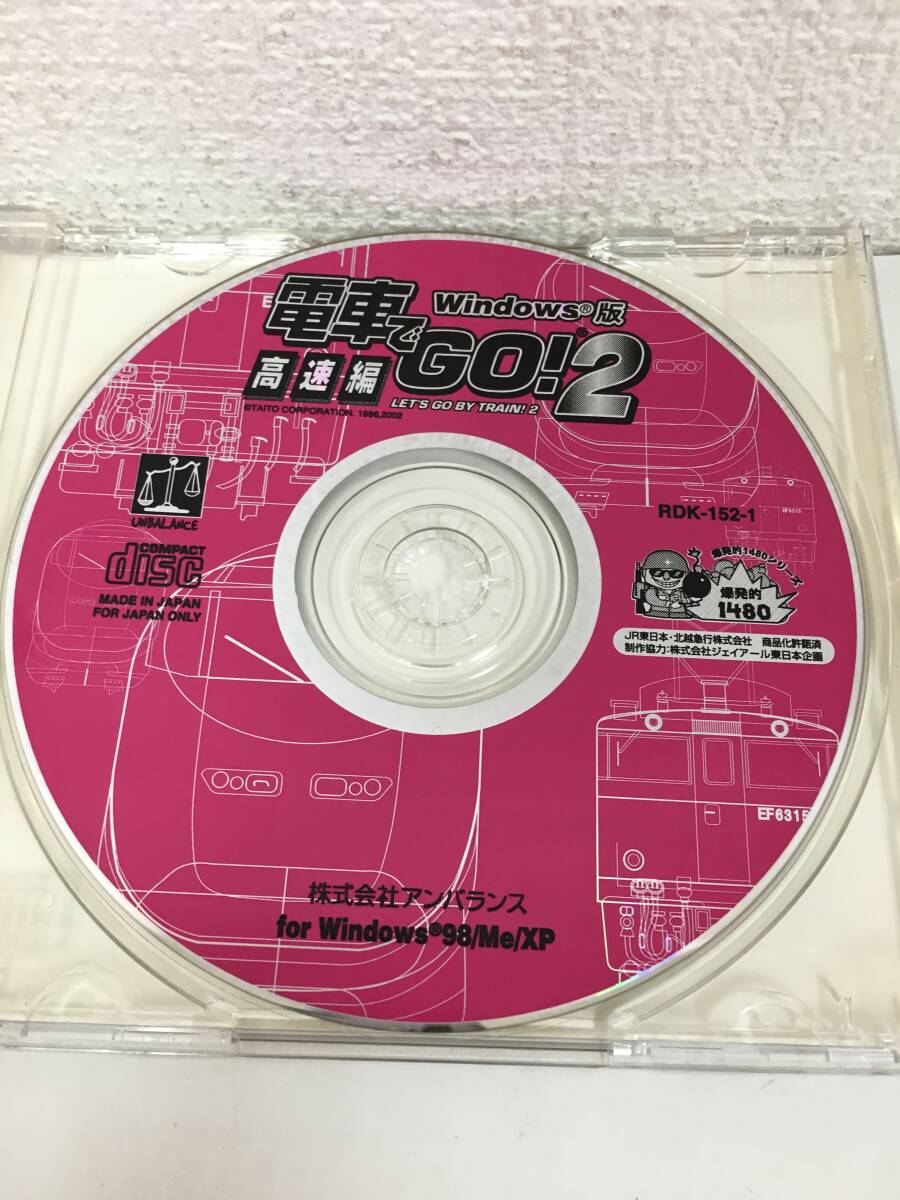 電車でGO!2
Windows®版
高速編
LET'S GO BY TRAIN! 2
©TAITO CORPORATION. 1996,2002
UNBALANCE
COMPACT
disc
MADE IN JAPAN
FOR JAPAN ONLY
RDK-152-1
EF6315
爆発的1480シリーズ
爆発的
1480
JR東日本・北越急行株式会社 商品化許諾済
制作協力:株式会社ジェイアール東日本企画
EF6315
株式会社アンバランス
for Windows®98/Me/XP